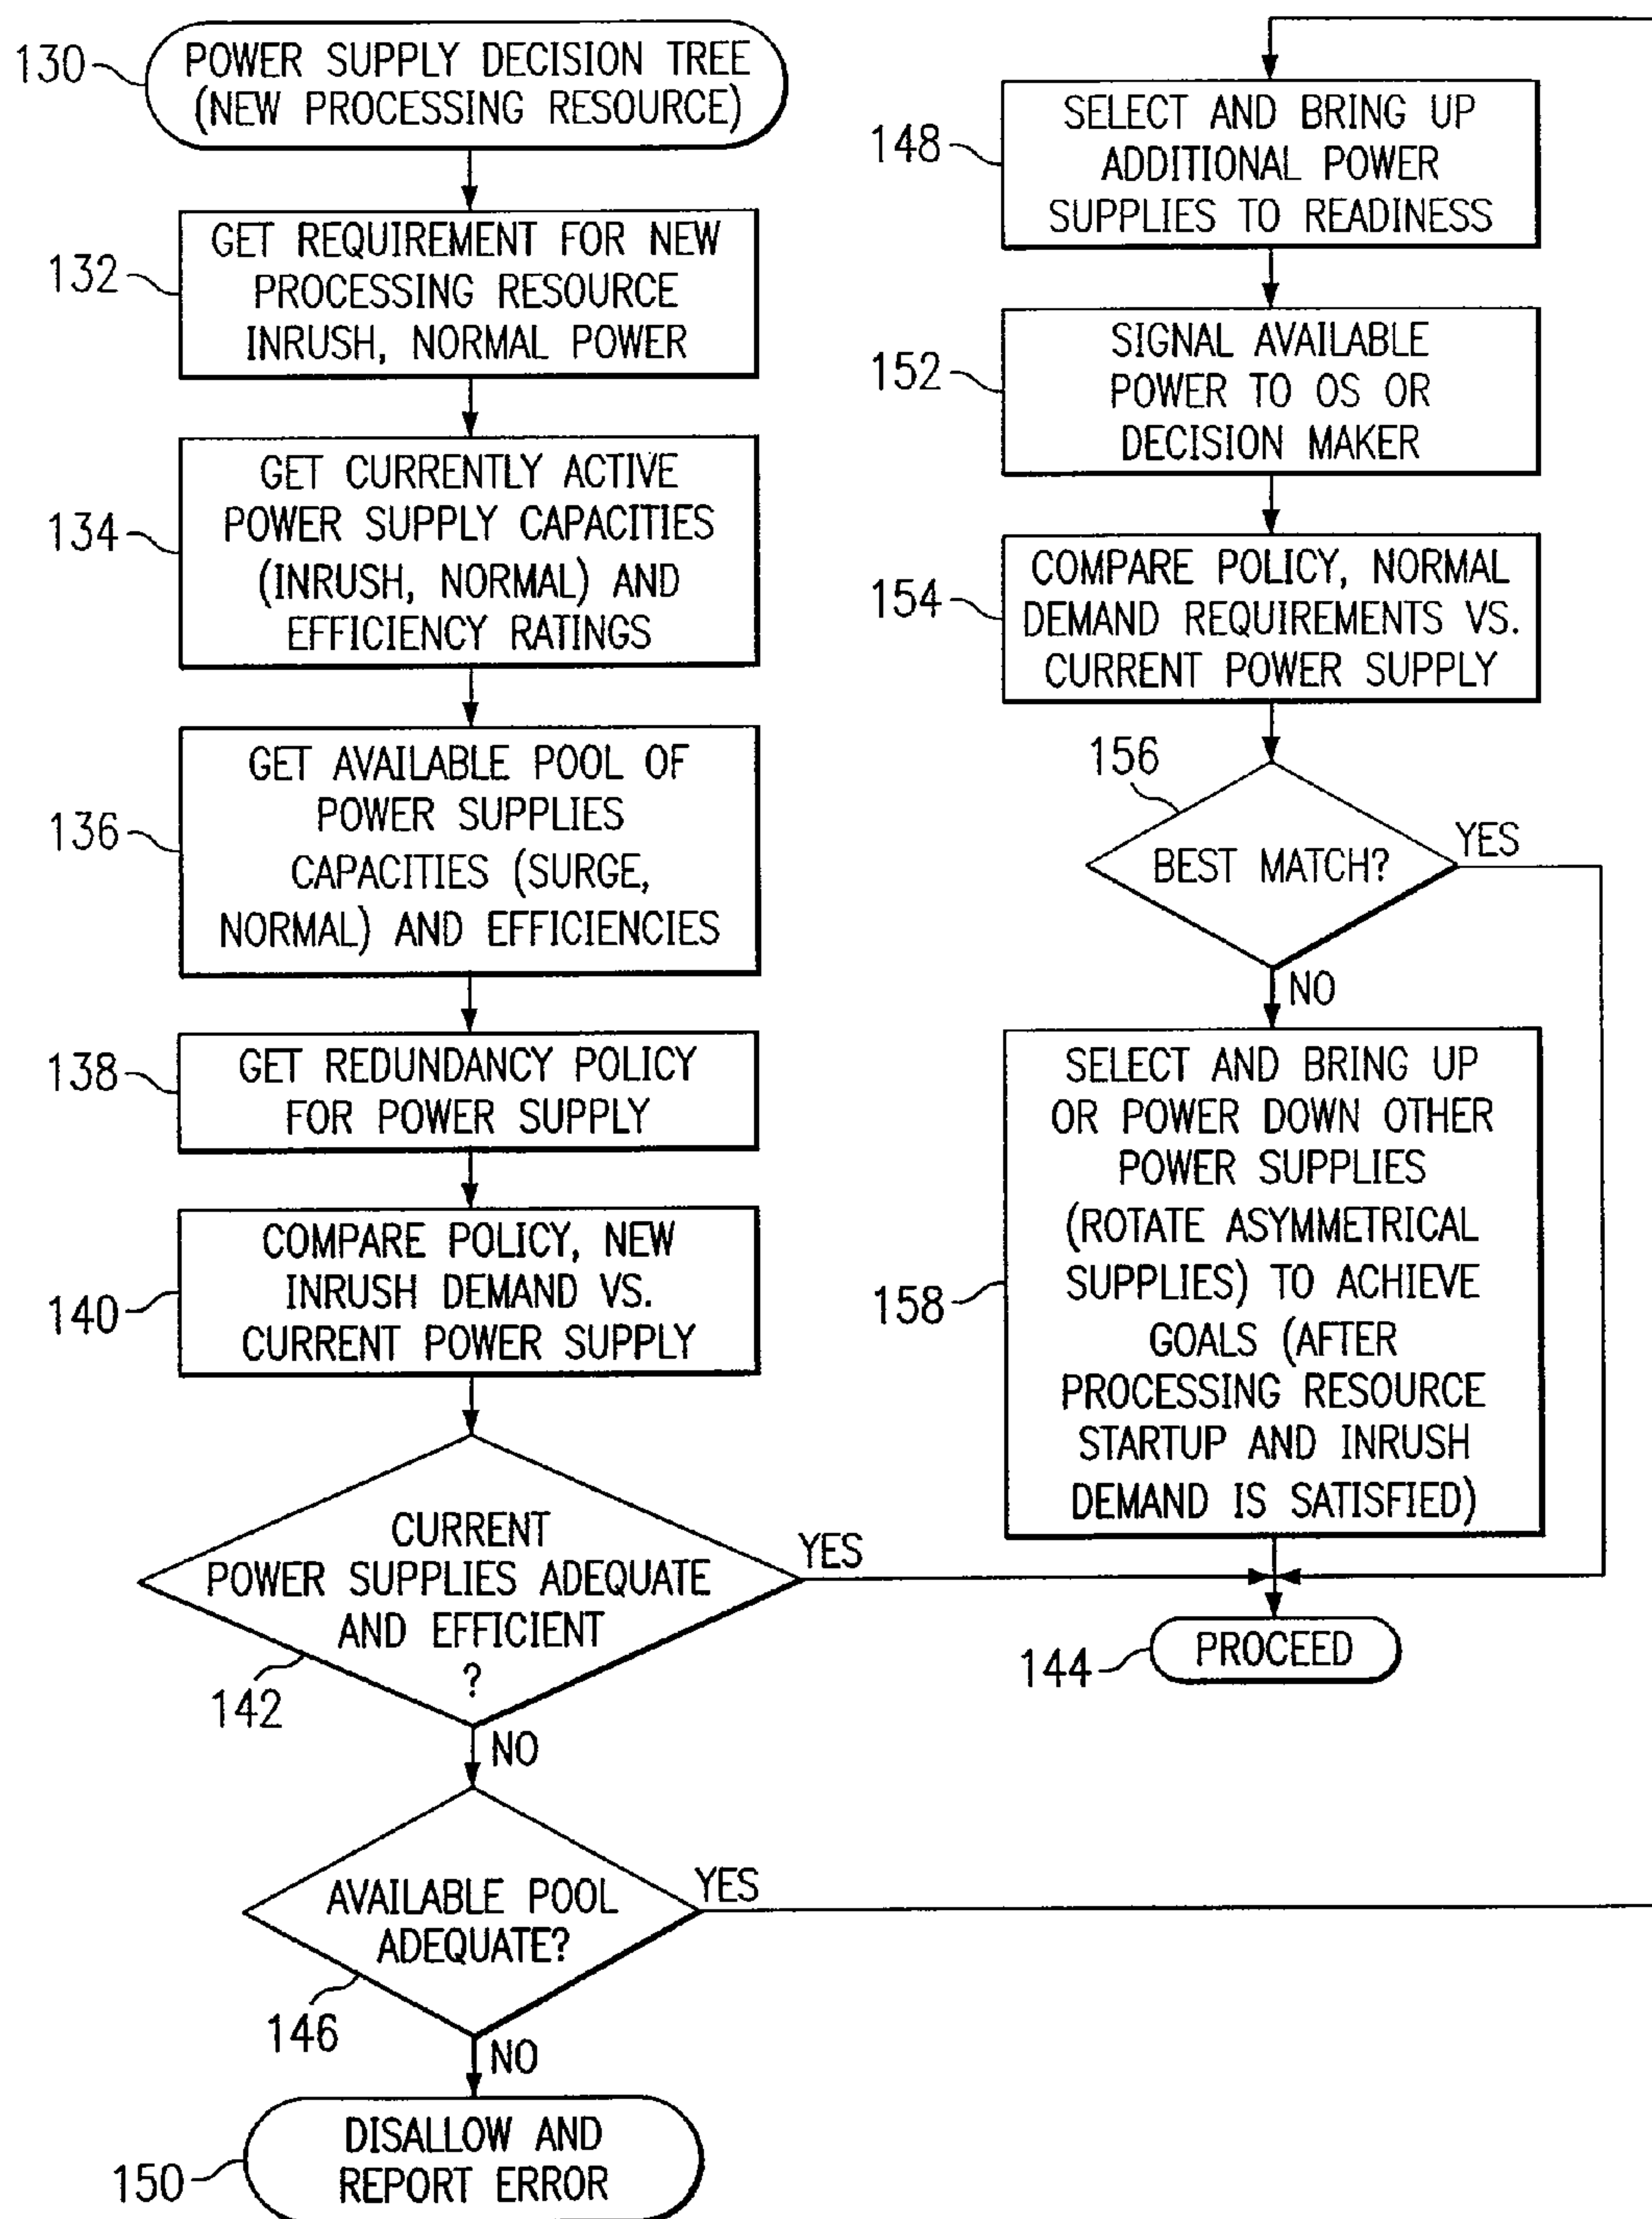 130
POWER SUPPLY DECISION TREE
(NEW PROCESSING RESOURCE)
132
GET REQUIREMENT FOR NEW
PROCESSING RESOURCE
INRUSH, NORMAL POWER
134
GET CURRENTLY ACTIVE
POWER SUPPLY CAPACITIES
(INRUSH, NORMAL) AND
EFFICIENCY RATINGS
136
GET AVAILABLE POOL OF
POWER SUPPLIES
CAPACITIES (SURGE,
NORMAL) AND EFFICIENCIES
138
GET REDUNDANCY POLICY
FOR POWER SUPPLY
140
COMPARE POLICY, NEW
INRUSH DEMAND VS.
CURRENT POWER SUPPLY
CURRENT
POWER SUPPLIES ADEQUATE
AND EFFICIENT
?
142
YES
NO
AVAILABLE POOL
ADEQUATE?
146
YES
NO
150
DISALLOW AND
REPORT ERROR
148
SELECT AND BRING UP
ADDITIONAL POWER
SUPPLIES TO READINESS
152
SIGNAL AVAILABLE
POWER TO OS OR
DECISION MAKER
154
COMPARE POLICY, NORMAL
DEMAND REQUIREMENTS VS.
CURRENT POWER SUPPLY
156
BEST MATCH?
YES
NO
158
SELECT AND BRING UP
OR POWER DOWN OTHER
POWER SUPPLIES
(ROTATE ASYMMETRICAL
SUPPLIES) TO ACHIEVE
GOALS (AFTER
PROCESSING RESOURCE
STARTUP AND INRUSH
DEMAND IS SATISFIED)
144
PROCEED